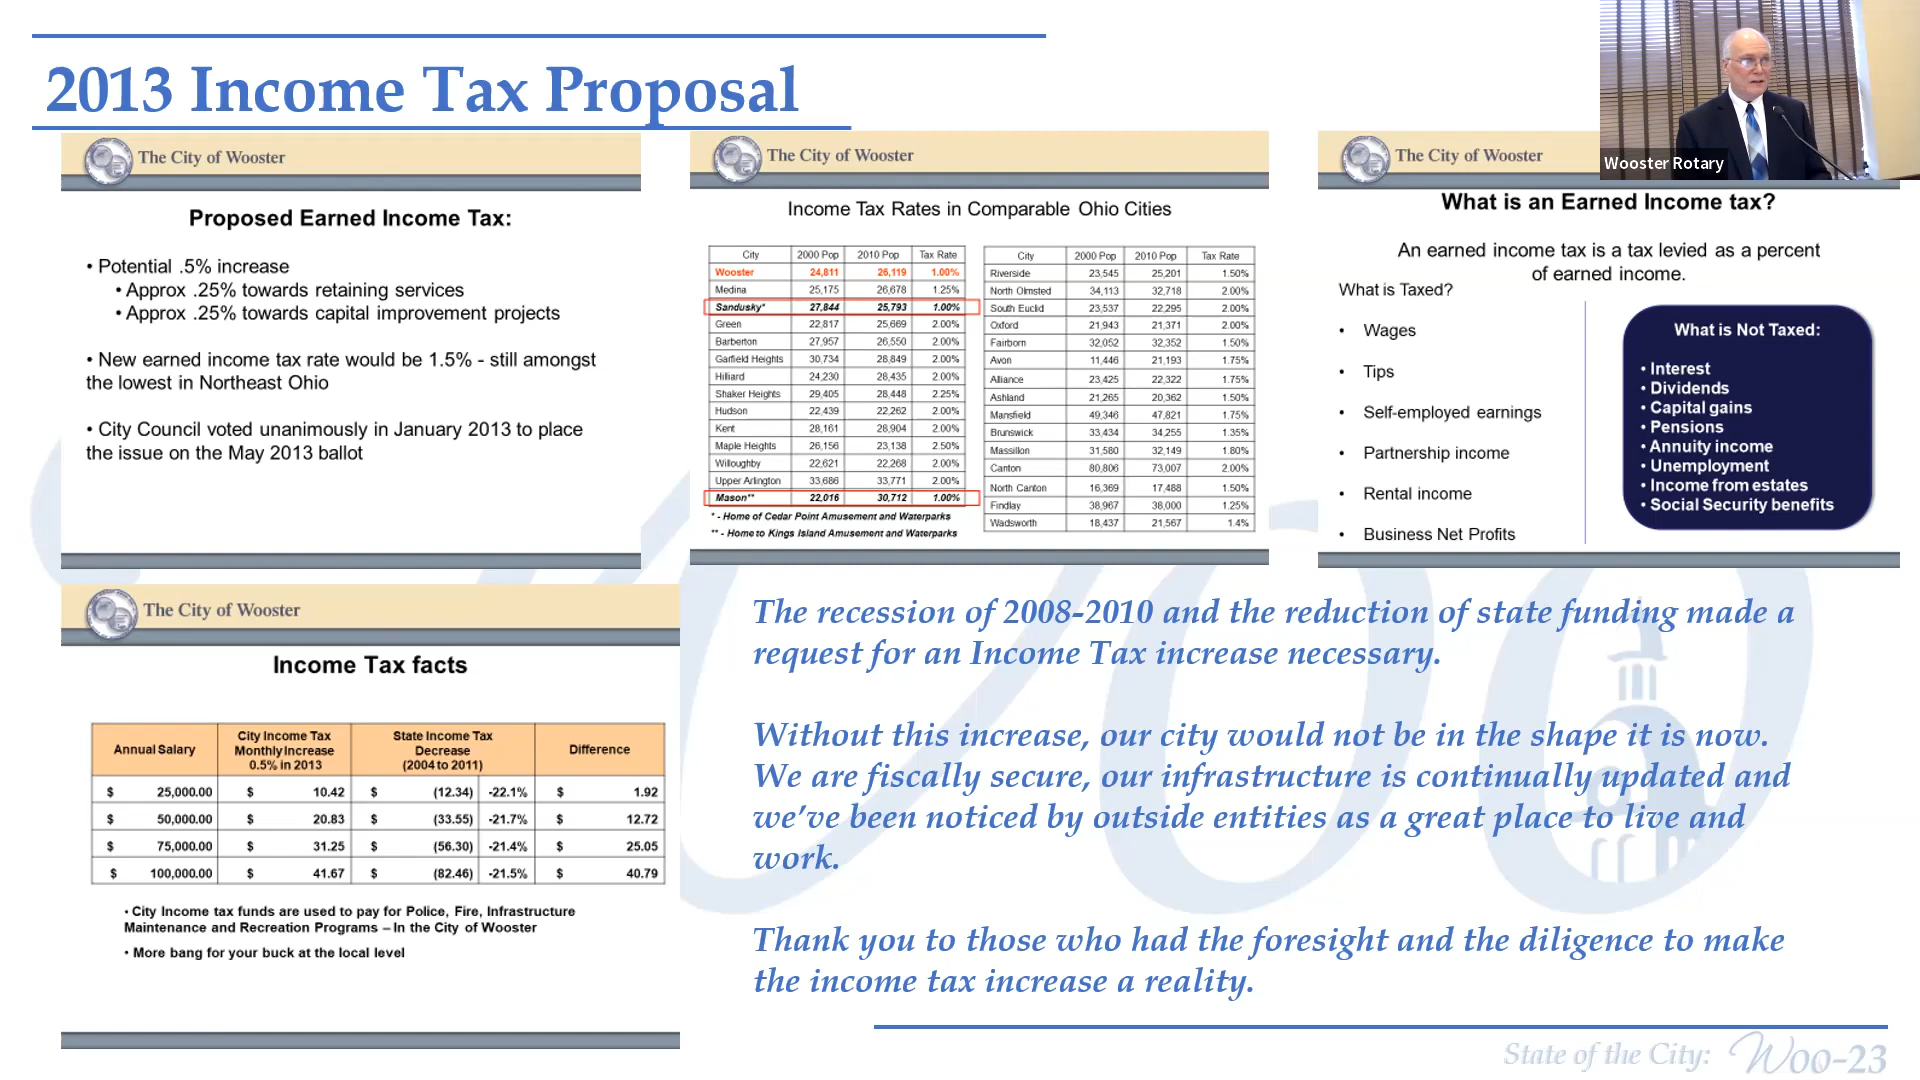 2013 Income Tax Proposal
Wooster Rotary
The City of Wooster
Proposed Earned Income Tax:
• Potential .5% increase
• Approx .25% towards retaining services
• Approx .25% towards capital improvement projects
• New earned income tax rate would be 1.5% - still amongst
the lowest in Northeast Ohio
• City Council voted unanimously in January 2013 to place
the issue on the May 2013 ballot
The City of Wooster
Income Tax Rates in Comparable Ohio Cities
City 2000 Pop 2010 Pop Tax Rate
Wooster 24,811 26,119 1.00%
Medina 25,175 26,678 1.25%
Sandusky* 27,844 25,793 1.00%
Green 22,817 25,669 2.00%
Barberton 27,957 26,550 2.00%
Garfield Heights 30,734 28,849 2.00%
Hilliard 24,230 28,435 2.00%
Shaker Heights 29,405 28,448 2.25%
Hudson 22,439 22,262 2.00%
Kent 28,161 28,904 2.00%
Maple Heights 26,156 23,138 2.50%
Willoughby 22,621 22,268 2.00%
Upper Arlington 33,686 33,771 2.00%
Mason** 22,016 30,712 1.00%
* - Home of Cedar Point Amusement and Waterparks
** - Home to Kings Island Amusement and Waterparks
City 2000 Pop 2010 Pop Tax Rate
Riverside 23,545 25,201 1.50%
North Olmsted 34,113 32,718 2.00%
South Euclid 23,537 22,295 2.00%
Oxford 21,943 21,371 2.00%
Fairborn 32,052 32,352 1.50%
Avon 11,446 21,193 1.75%
Alliance 23,425 22,322 1.75%
Ashland 21,265 20,362 1.50%
Mansfield 49,346 47,821 1.75%
Brunswick 33,434 34,255 1.35%
Massillon 31,580 32,149 1.80%
Canton 80,806 73,007 2.00%
North Canton 16,369 17,488 1.50%
Findlay 38,967 38,000 1.25%
Wadsworth 18,437 21,567 1.4%
The City of Wooster
What is an Earned Income tax?
An earned income tax is a tax levied as a percent
of earned income.
What is Taxed?
• Wages
• Tips
• Self-employed earnings
• Partnership income
• Rental income
• Business Net Profits
What is Not Taxed:
• Interest
• Dividends
• Capital gains
• Pensions
• Annuity income
• Unemployment
• Income from estates
• Social Security benefits
The City of Wooster
Income Tax facts
Annual Salary City Income Tax Monthly Increase 0.5% in 2013 State Income Tax Decrease (2004 to 2011) Difference
$ 25,000.00 $ 10.42 $ (12.34) -22.1% $ 1.92
$ 50,000.00 $ 20.83 $ (33.55) -21.7% $ 12.72
$ 75,000.00 $ 31.25 $ (56.30) -21.4% $ 25.05
$ 100,000.00 $ 41.67 $ (82.46) -21.5% $ 40.79
• City Income tax funds are used to pay for Police, Fire, Infrastructure
Maintenance and Recreation Programs – In the City of Wooster
• More bang for your buck at the local level
The recession of 2008-2010 and the reduction of state funding made a
request for an Income Tax increase necessary.
Without this increase, our city would not be in the shape it is now.
We are fiscally secure, our infrastructure is continually updated and
we've been noticed by outside entities as a great place to live and
work.
Thank you to those who had the foresight and the diligence to make
the income tax increase a reality.
State of the City: Woo-23